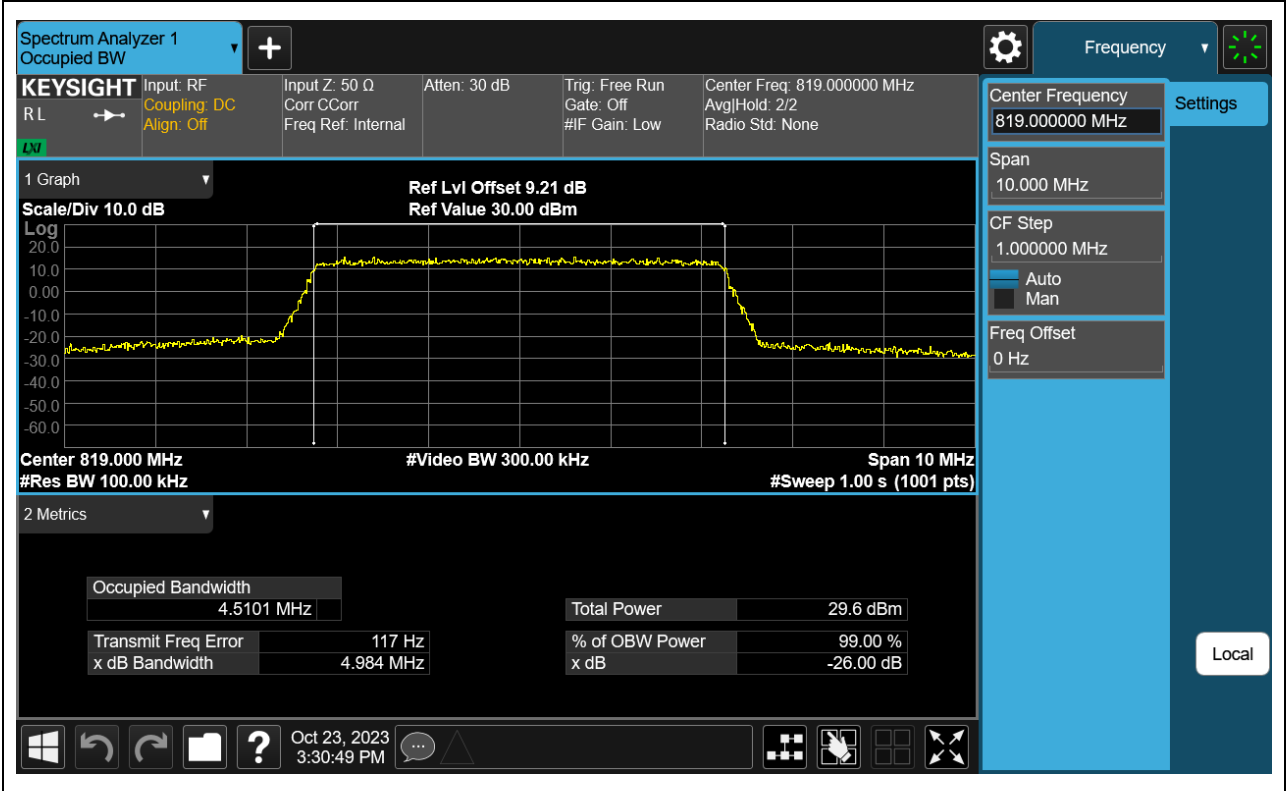 Spectrum Analyzer 1
Occupied BW
Frequency
KEYSIGHT
R L
LXI
Input: RF
Coupling: DC
Align: Off
Input Z: 50 Ω
Corr CCorr
Freq Ref: Internal
Atten: 30 dB
Trig: Free Run
Gate: Off
#IF Gain: Low
Center Freq: 819.000000 MHz
Avg|Hold: 2/2
Radio Std: None
Center Frequency
819.000000 MHz
Settings
Span
10.000 MHz
CF Step
1.000000 MHz
Auto
Man
Freq Offset
0 Hz
Local
1 Graph
Scale/Div 10.0 dB
Ref Lvl Offset 9.21 dB
Ref Value 30.00 dBm
Log
20.0
10.0
0.00
-10.0
-20.0
-30.0
-40.0
-50.0
-60.0
Center 819.000 MHz
#Video BW 300.00 kHz
Span 10 MHz
#Res BW 100.00 kHz
#Sweep 1.00 s (1001 pts)
2 Metrics
Occupied Bandwidth
4.5101 MHz
Total Power 29.6 dBm
Transmit Freq Error 117 Hz
% of OBW Power 99.00 %
x dB Bandwidth 4.984 MHz
x dB -26.00 dB
?
Oct 23, 2023
3:30:49 PM